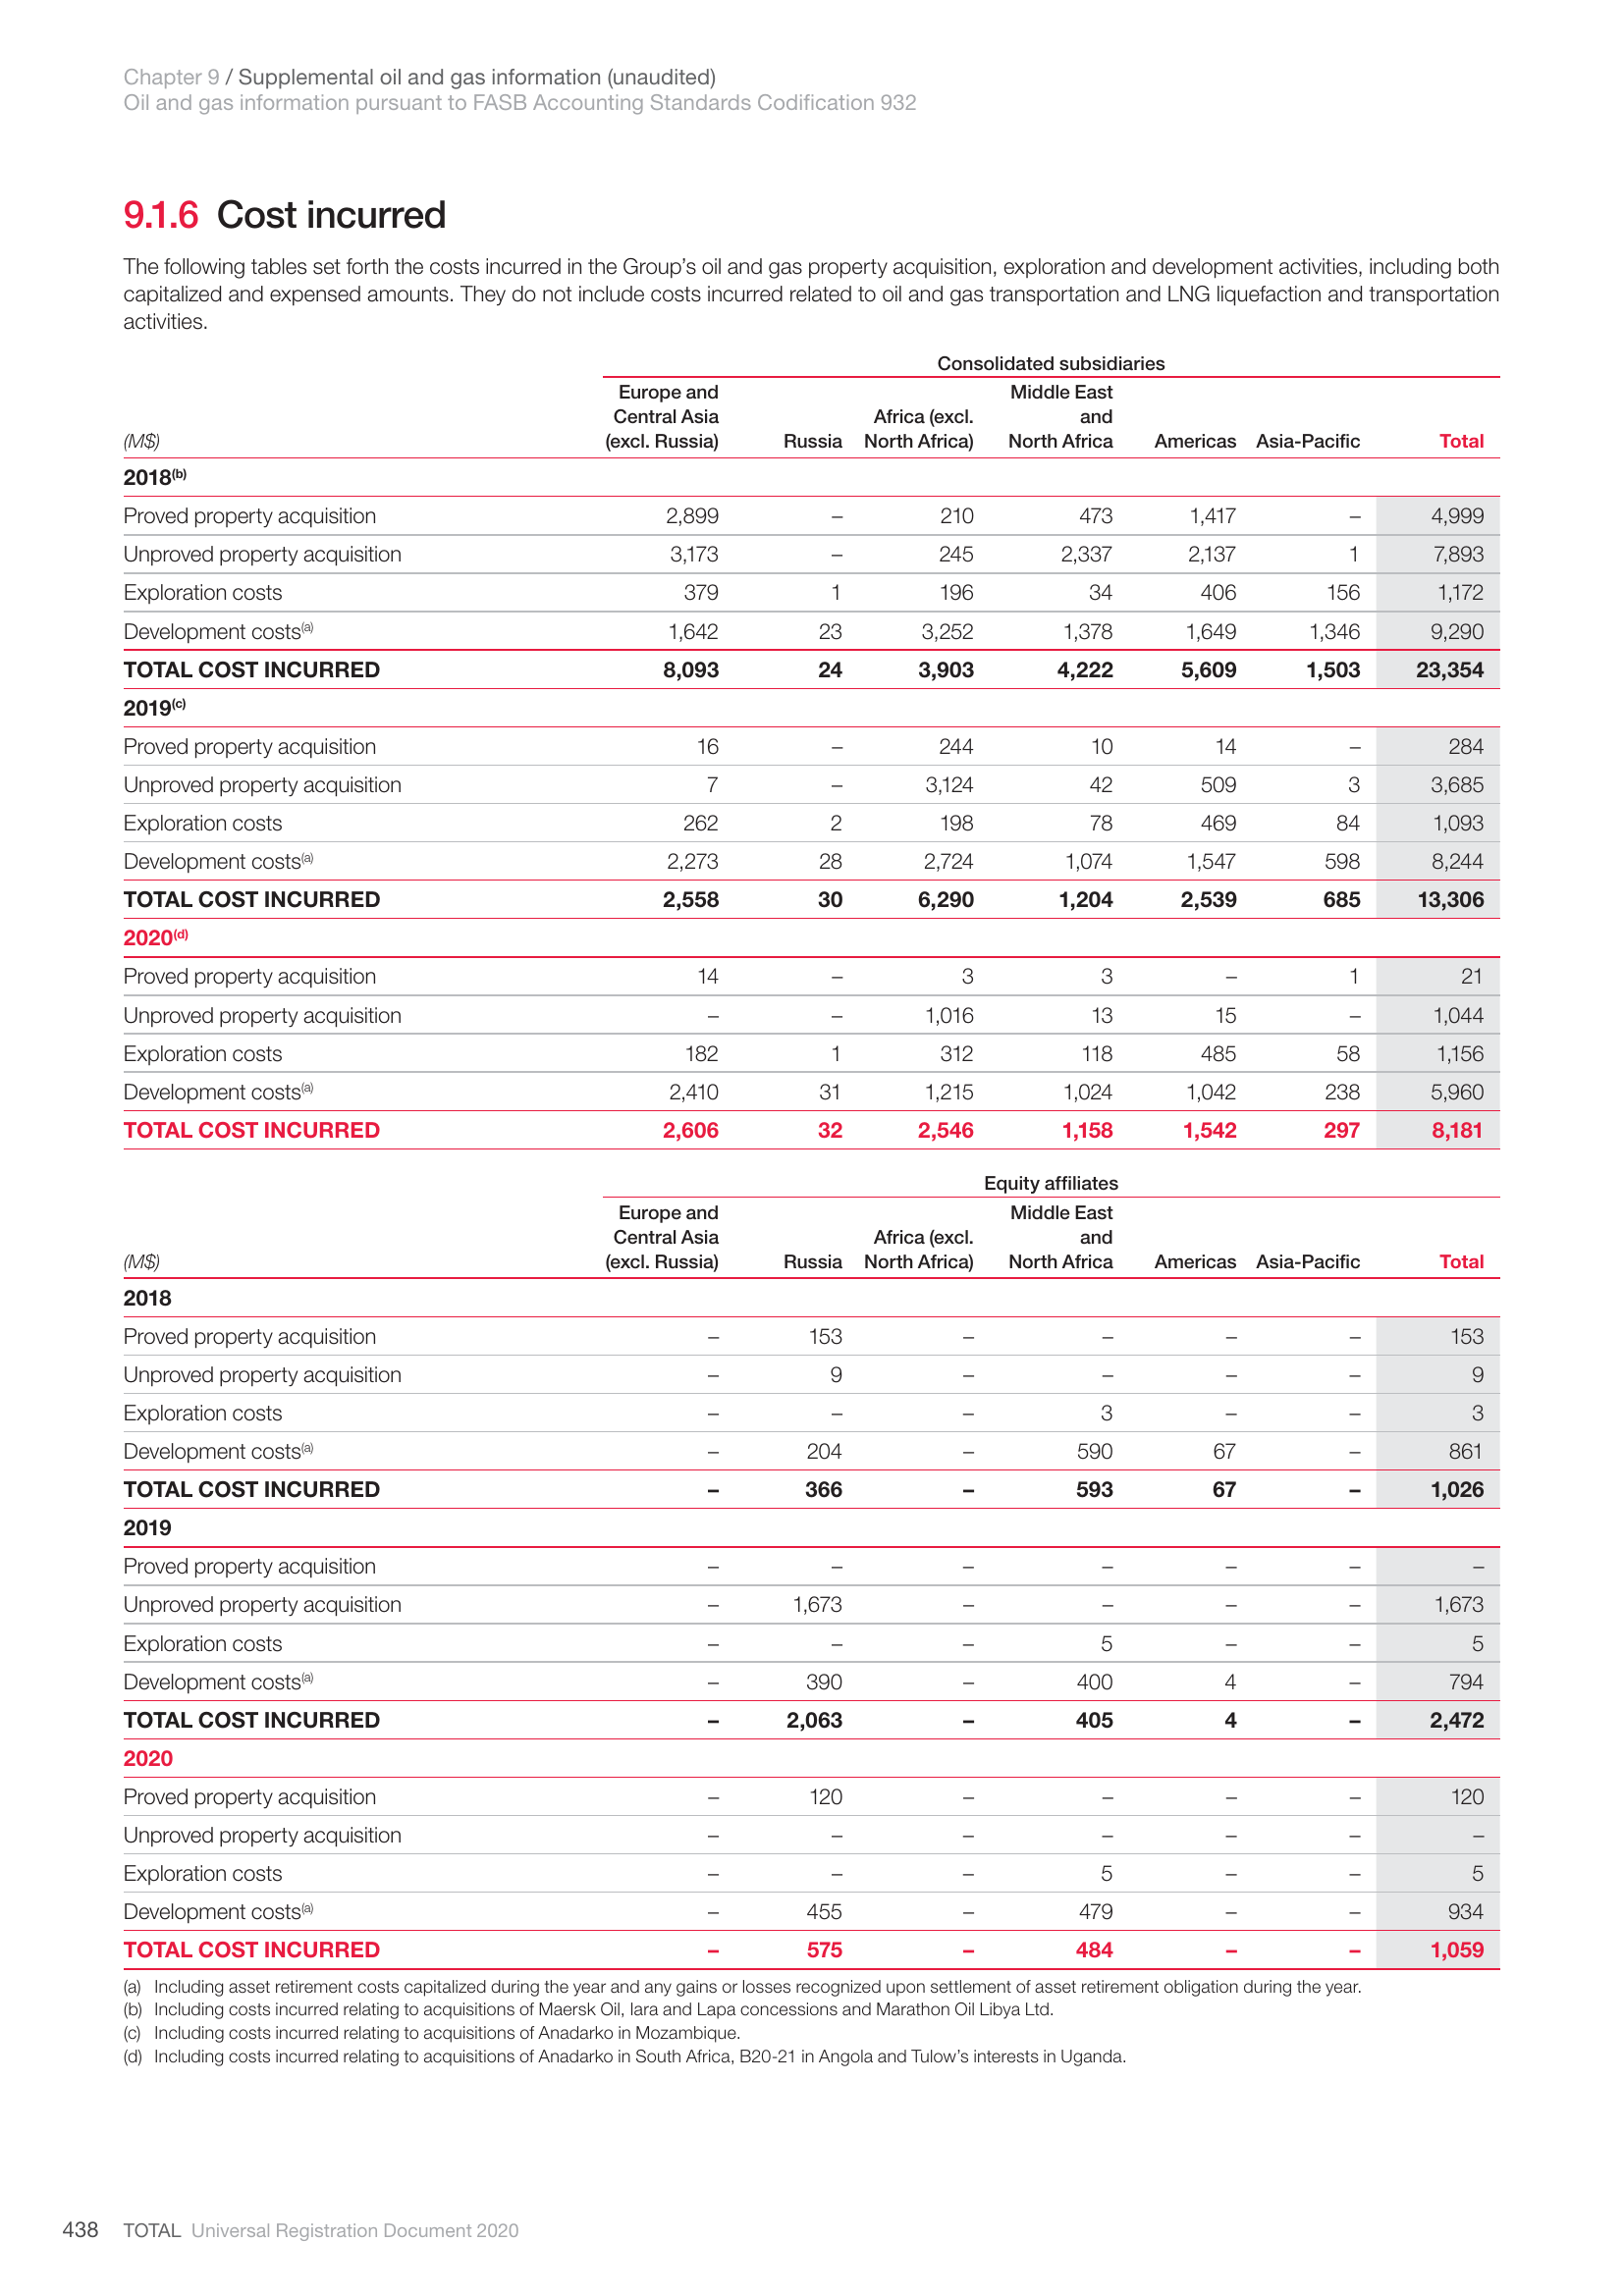 Chapter 9 / Supplemental oil and gas information (unaudited)
Oil and gas information pursuant to FASB Accounting Standards Codification 932
9.1.6 Cost incurred
The following tables set forth the costs incurred in the Group's oil and gas property acquisition, exploration and development activities, including both
capitalized and expensed amounts. They do not include costs incurred related to oil and gas transportation and LNG liquefaction and transportation
activities.
Consolidated subsidiaries
(M$) Europe and Central Asia (excl. Russia) Russia Africa (excl. North Africa) Middle East and North Africa Americas Asia-Pacific Total
2018(b)
Proved property acquisition 2,899 – 210 473 1,417 – 4,999
Unproved property acquisition 3,173 – 245 2,337 2,137 1 7,893
Exploration costs 379 1 196 34 406 156 1,172
Development costs(a) 1,642 23 3,252 1,378 1,649 1,346 9,290
TOTAL COST INCURRED 8,093 24 3,903 4,222 5,609 1,503 23,354
2019(c)
Proved property acquisition 16 – 244 10 14 – 284
Unproved property acquisition 7 – 3,124 42 509 3 3,685
Exploration costs 262 2 198 78 469 84 1,093
Development costs(a) 2,273 28 2,724 1,074 1,547 598 8,244
TOTAL COST INCURRED 2,558 30 6,290 1,204 2,539 685 13,306
2020(d)
Proved property acquisition 14 – 3 3 – 1 21
Unproved property acquisition – – 1,016 13 15 – 1,044
Exploration costs 182 1 312 118 485 58 1,156
Development costs(a) 2,410 31 1,215 1,024 1,042 238 5,960
TOTAL COST INCURRED 2,606 32 2,546 1,158 1,542 297 8,181
Equity affiliates
(M$) Europe and Central Asia (excl. Russia) Russia Africa (excl. North Africa) Middle East and North Africa Americas Asia-Pacific Total
2018
Proved property acquisition – 153 – – – – 153
Unproved property acquisition – 9 – – – – 9
Exploration costs – – – 3 – – 3
Development costs(a) – 204 – 590 67 – 861
TOTAL COST INCURRED – 366 – 593 67 – 1,026
2019
Proved property acquisition – – – – – – –
Unproved property acquisition – 1,673 – – – – 1,673
Exploration costs – – – 5 – – 5
Development costs(a) – 390 – 400 4 – 794
TOTAL COST INCURRED – 2,063 – 405 4 – 2,472
2020
Proved property acquisition – 120 – – – – 120
Unproved property acquisition – – – – – – –
Exploration costs – – – 5 – – 5
Development costs(a) – 455 – 479 – – 934
TOTAL COST INCURRED – 575 – 484 – – 1,059
(a) Including asset retirement costs capitalized during the year and any gains or losses recognized upon settlement of asset retirement obligation during the year.
(b) Including costs incurred relating to acquisitions of Maersk Oil, Iara and Lapa concessions and Marathon Oil Libya Ltd.
(c) Including costs incurred relating to acquisitions of Anadarko in Mozambique.
(d) Including costs incurred relating to acquisitions of Anadarko in South Africa, B20-21 in Angola and Tulow's interests in Uganda.
438 TOTAL Universal Registration Document 2020